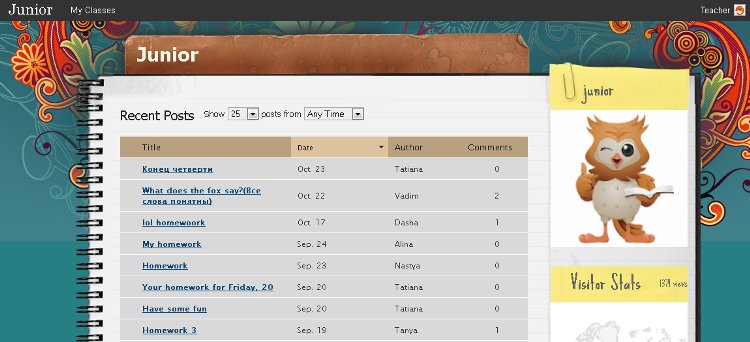 Junior My Classes Teacher
Junior
junior
Recent Posts Show 25 posts from Any Time
Title Date Author Comments
Конец четверти Oct. 23 Tatiana 0
What does the fox say?(Все
слова понятны) Oct. 22 Vadim 2
lol homewoork Oct. 17 Dasha 1
My homework Sep. 24 Alina 0
Homework Sep. 23 Nastya 0
Your homework for Friday, 20 Sep. 20 Tatiana 0
Have some fun Sep. 20 Tatiana 0
Homework 3 Sep. 19 Tanya 1
Visitor Stats 1379 views